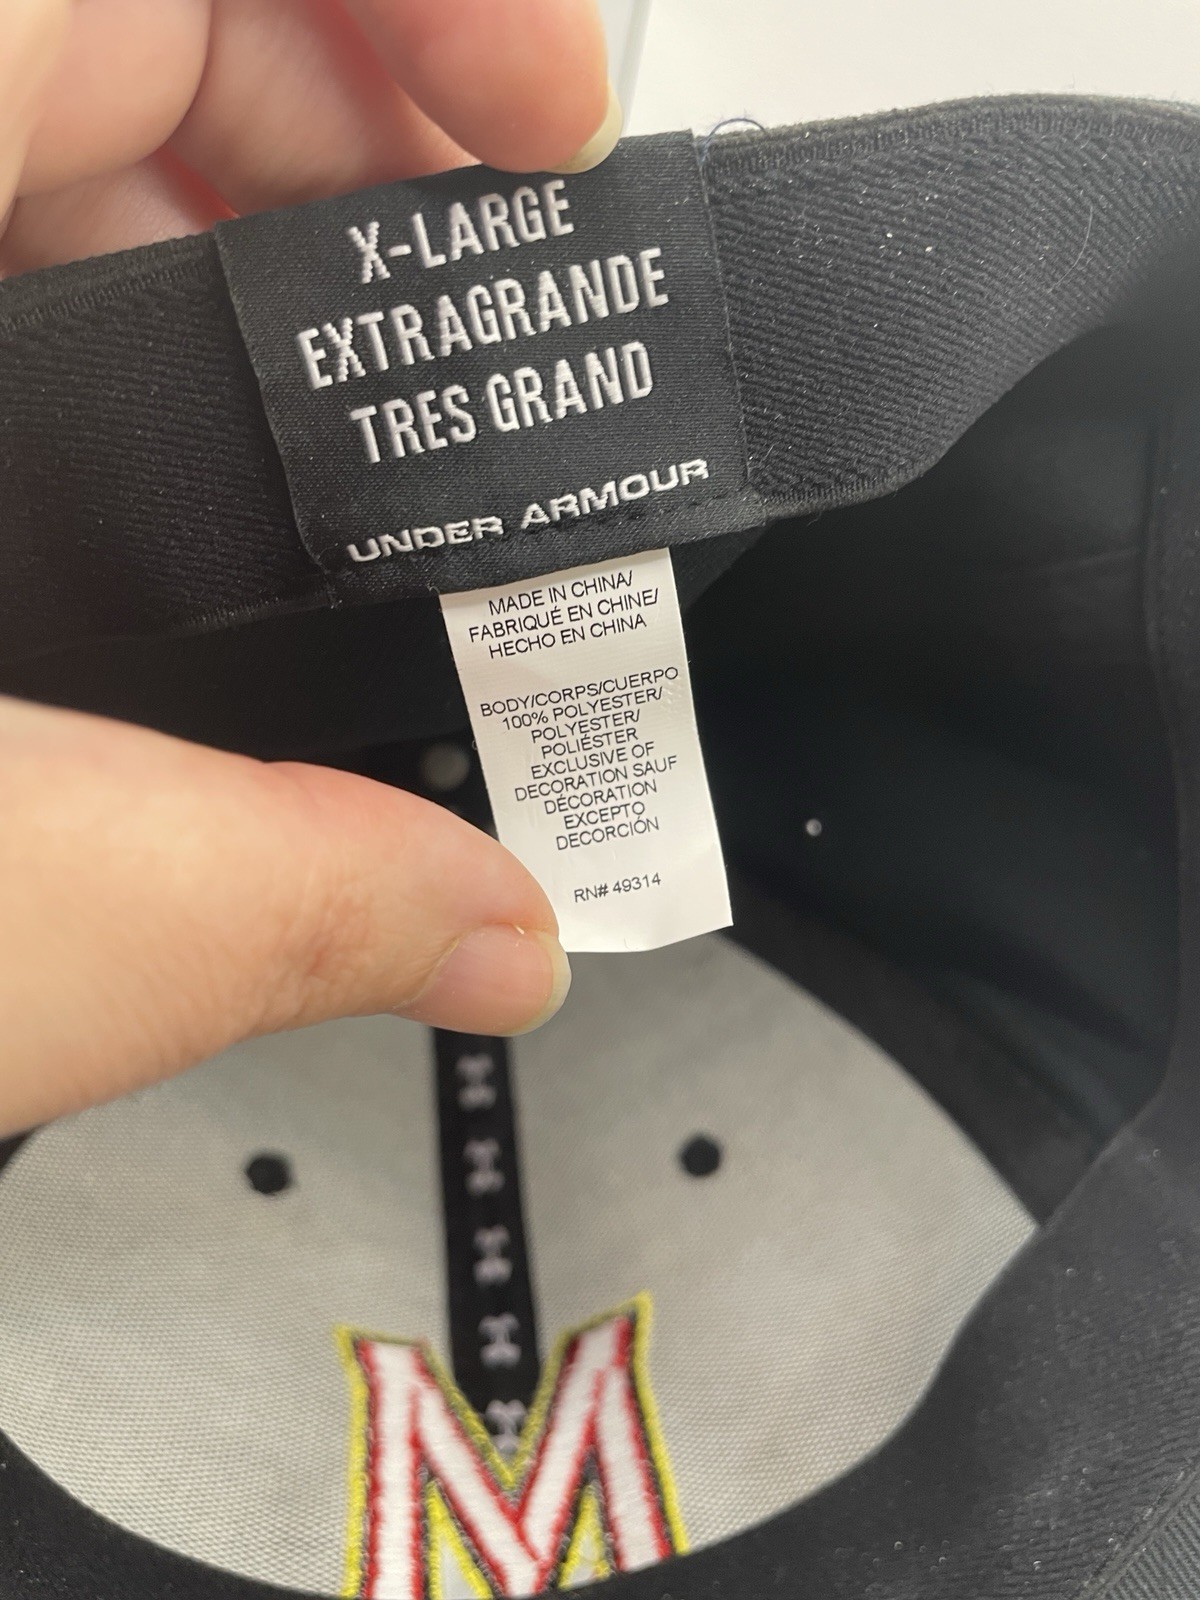 X-LARGE
EXTRAGRANDE
TRES GRAND
UNDER ARMOUR
MADE IN CHINA/
FABRIQUÉ EN CHINE/
HECHO EN CHINA
BODY/CORPS/CUERPO
100% POLYESTER/
POLYESTER/
POLIÉSTER
EXCLUSIVE OF
DECORATION SAUF
DÉCORATION
EXCEPTO
DECORCIÓN
RN# 49314
M